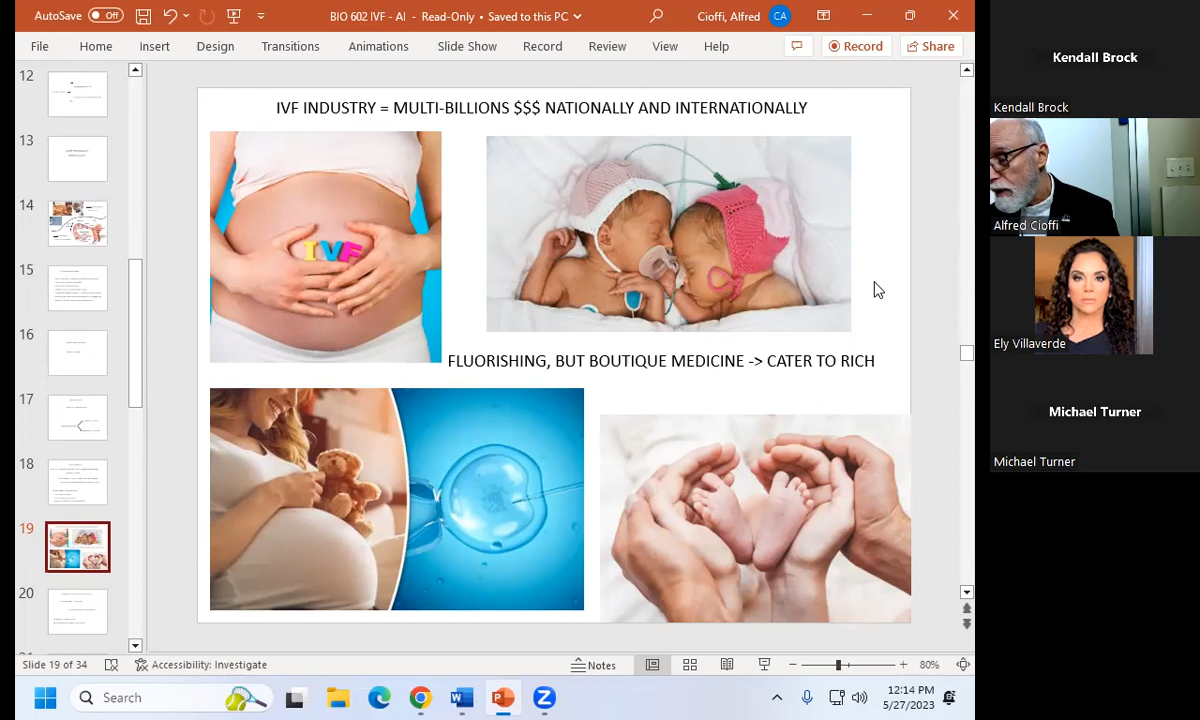 AutoSave Off BIO 602 IVF - AI - Read-Only • Saved to this PC Cioffi, Alfred CA
File Home Insert Design Transitions Animations Slide Show Record Review View Help Record Share
12
13
14
15
16
17
18
19
20
IVF INDUSTRY = MULTI-BILLIONS $$$ NATIONALLY AND INTERNATIONALLY
IVF
FLUORISHING, BUT BOUTIQUE MEDICINE -> CATER TO RICH
Slide 19 of 34 Accessibility: Investigate Notes 80%
Search
12:14 PM
5/27/2023
Kendall Brock
Kendall Brock
Alfred Cioffi
Ely Villaverde
Michael Turner
Michael Turner